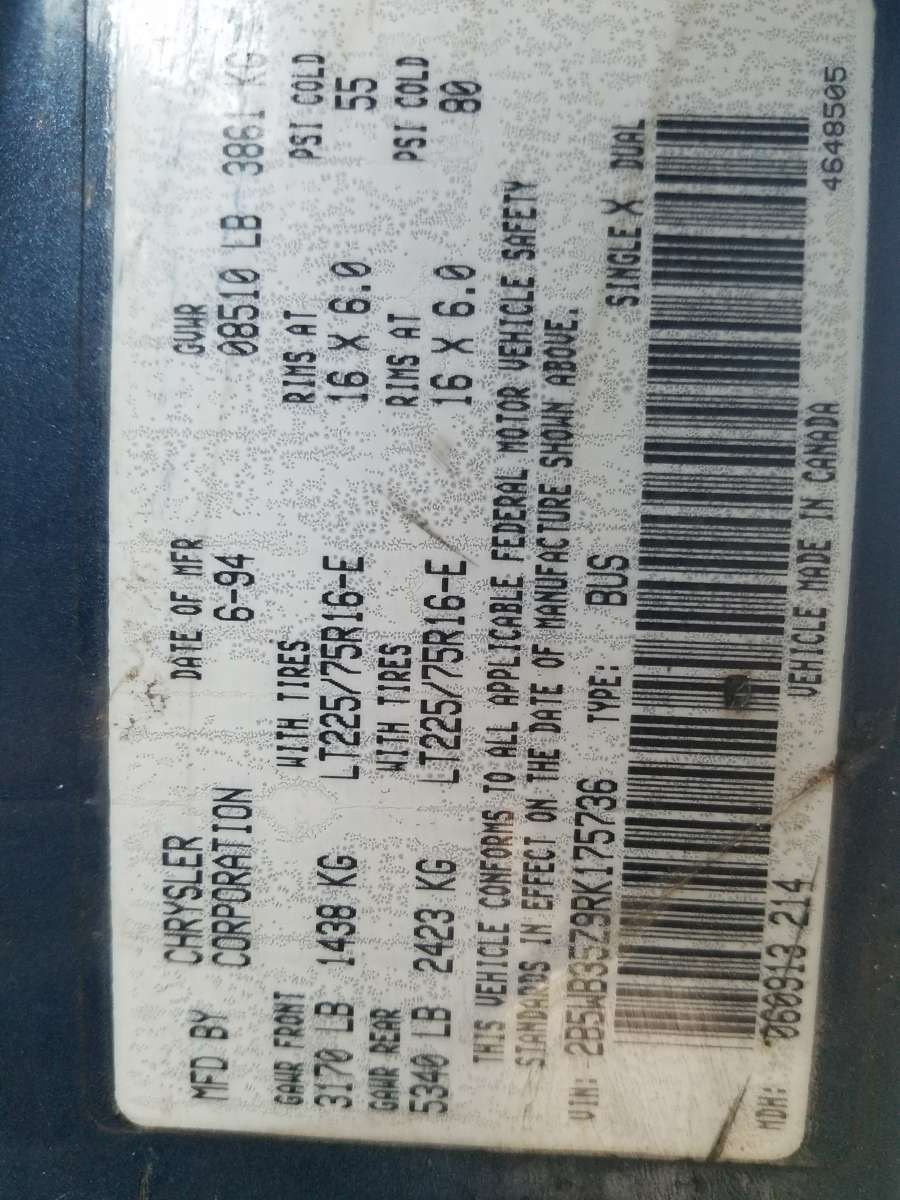 MFD BY CHRYSLER CORPORATION DATE OF MFR 6-94 GVWR 08510 LB 3861 KG
GAWR FRONT WITH TIRES RIMS AT PSI COLD
3170 LB 1438 KG LT225/75R16-E 16 X 6.0 55
GAWR REAR WITH TIRES RIMS AT PSI COLD
5340 LB 2423 KG LT225/75R16-E 16 X 6.0 80
THIS VEHICLE CONFORMS TO ALL APPLICABLE FEDERAL MOTOR VEHICLE SAFETY
STANDARDS IN EFFECT ON THE DATE OF MANUFACTURE SHOWN ABOVE.
VIN: 2B5WB35Z9RK175736 TYPE: BUS SINGLE X DUAL
MDH: 060913 214 VEHICLE MADE IN CANADA 4648505